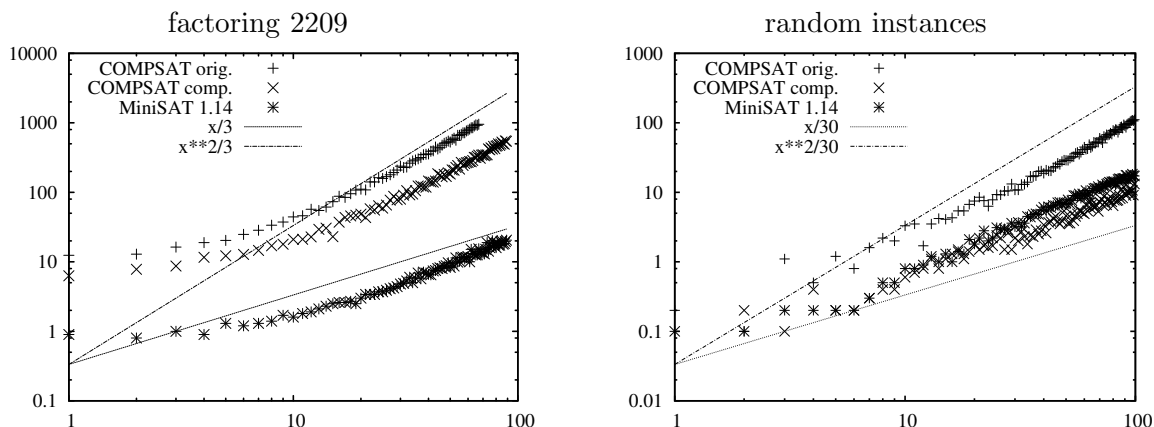 factoring 2209
10000
1000
100
10
1
0.1
COMPSAT orig.
COMPSAT comp.
MiniSAT 1.14
x/3
x**2/3
1
10
100
random instances
1000
100
10
1
0.1
0.01
COMPSAT orig.
COMPSAT comp.
MiniSAT 1.14
x/30
x**2/30
1
10
100